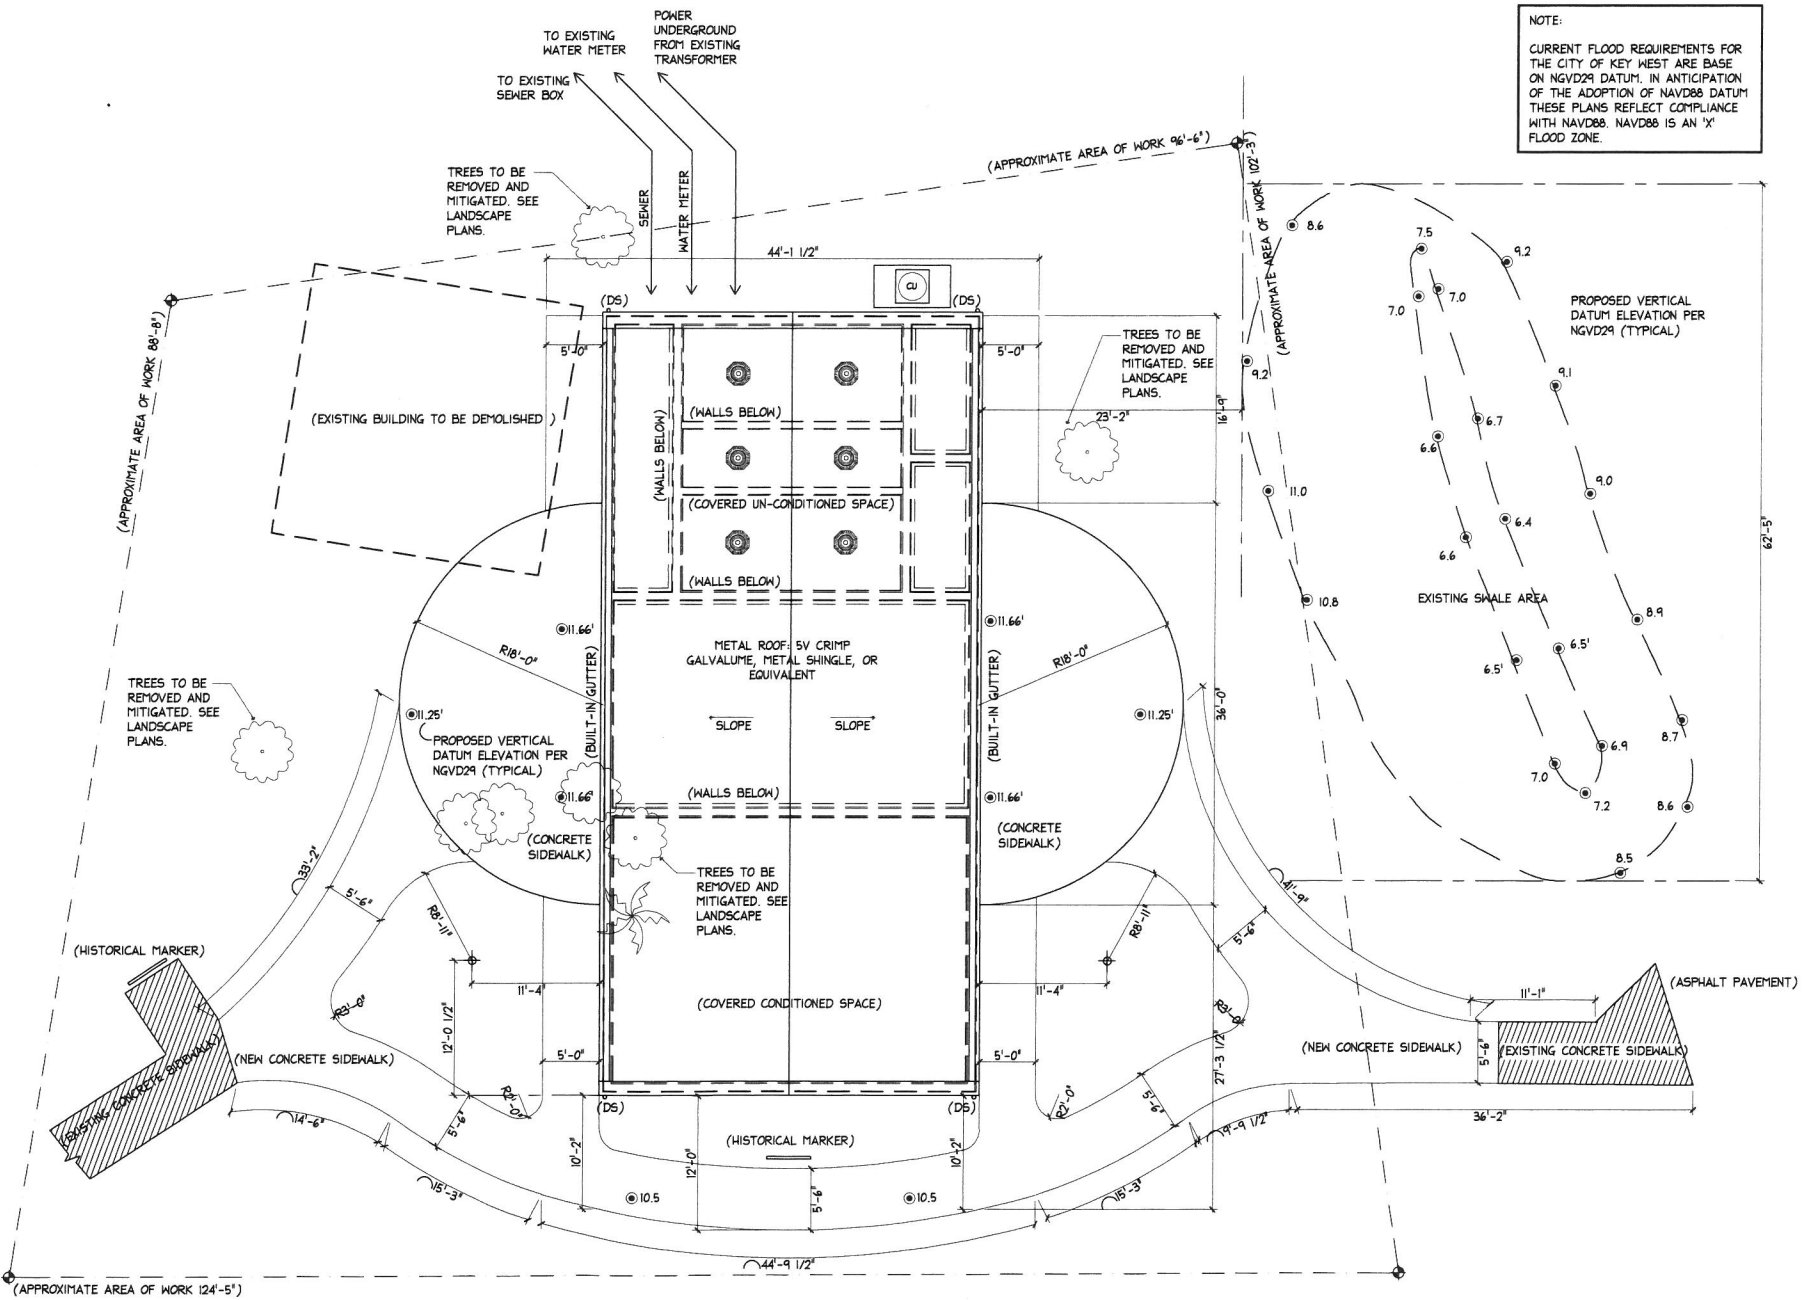 POWER
UNDERGROUND
FROM EXISTING
TRANSFORMER
TO EXISTING
WATER METER
TO EXISTING
SEWER BOX
NOTE:
CURRENT FLOOD REQUIREMENTS FOR
THE CITY OF KEY WEST ARE BASE
ON NGVD29 DATUM. IN ANTICIPATION
OF THE ADOPTION OF NAVD88 DATUM
THESE PLANS REFLECT COMPLIANCE
WITH NAVD88. NAVD88 IS AN 'X'
FLOOD ZONE.
(APPROXIMATE AREA OF WORK 96'-6")
(APPROXIMATE AREA OF WORK 102'-3")
TREES TO BE
REMOVED AND
MITIGATED. SEE
LANDSCAPE
PLANS.
SEWER
WATER METER
44'-1 1/2"
CU
(DS)
(DS)
8.6
7.5
9.2
7.0
7.0
PROPOSED VERTICAL
DATUM ELEVATION PER
NGVD29 (TYPICAL)
(APPROXIMATE AREA OF WORK 88'-8")
5'-0"
5'-0"
TREES TO BE
REMOVED AND
MITIGATED. SEE
LANDSCAPE
PLANS.
9.2
9.1
23'-2"
16'-9"
(EXISTING BUILDING TO BE DEMOLISHED )
(WALLS BELOW)
(WALLS BELOW)
6.7
6.6
11.0
9.0
(COVERED UN-CONDITIONED SPACE)
6.4
6.6
62'-5"
(WALLS BELOW)
10.8
EXISTING SWALE AREA
8.9
11.66'
11.66'
R18'-0"
R18'-0"
METAL ROOF: 5V CRIMP
GALVALUME, METAL SHINGLE, OR
EQUIVALENT
(BUILT-IN GUTTER)
(BUILT-IN GUTTER)
6.5'
6.5'
TREES TO BE
REMOVED AND
MITIGATED. SEE
LANDSCAPE
PLANS.
11.25'
11.25'
36'-0"
SLOPE
SLOPE
8.7
PROPOSED VERTICAL
DATUM ELEVATION PER
NGVD29 (TYPICAL)
6.9
7.0
7.2
8.6
11.66'
11.66'
(WALLS BELOW)
(CONCRETE
SIDEWALK)
(CONCRETE
SIDEWALK)
8.5
33'-2"
5'-6"
TREES TO BE
REMOVED AND
MITIGATED. SEE
LANDSCAPE
PLANS.
41'-9"
R8'-11"
R8'-11"
5'-6"
(HISTORICAL MARKER)
(ASPHALT PAVEMENT)
11'-4"
11'-4"
11'-1"
R3'-0"
R3'-0"
(COVERED CONDITIONED SPACE)
12'-0 1/2"
27'-3 1/2"
(EXISTING CONCRETE SIDEWALK)
(NEW CONCRETE SIDEWALK)
5'-0"
5'-0"
(NEW CONCRETE SIDEWALK)
5'-6"
(EXISTING CONCRETE SIDEWALK)
R2'-0"
R2'-0"
(DS)
(DS)
14'-6"
5'-6"
5'-6"
9'-9 1/2"
36'-2"
(HISTORICAL MARKER)
10'-2"
12'-0"
10'-2"
15'-3"
15'-3"
10.5
5'-6"
10.5
44'-9 1/2"
(APPROXIMATE AREA OF WORK 124'-5")